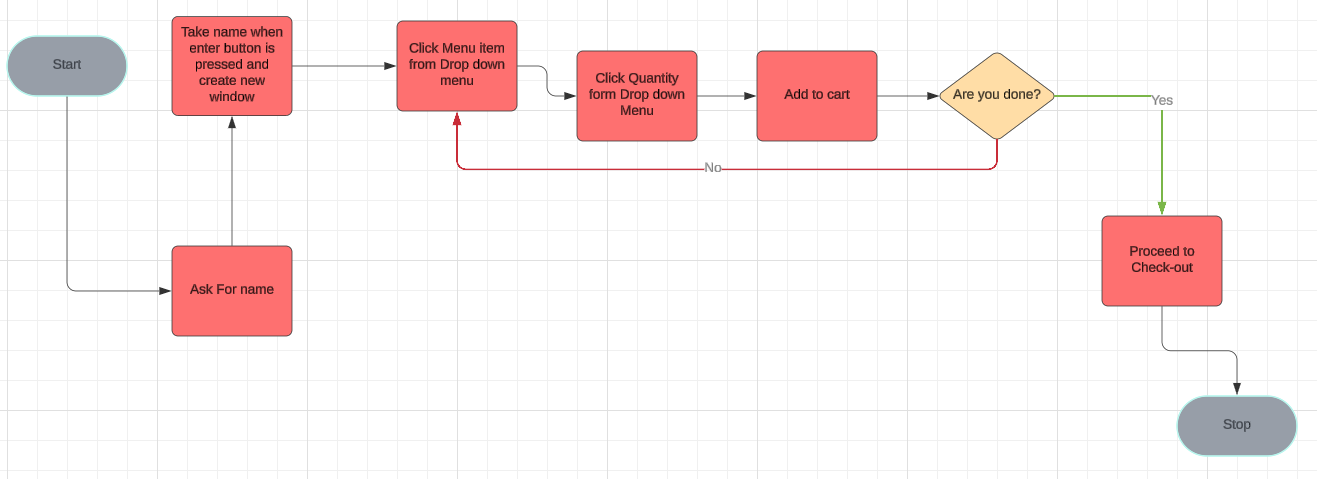 Start
Take name when
enter button is
pressed and
create new
window
Ask For name
Click Menu item
from Drop down
menu
Click Quantity
form Drop down
Menu
Add to cart
Are you done?
Yes
No
Proceed to
Check-out
Stop